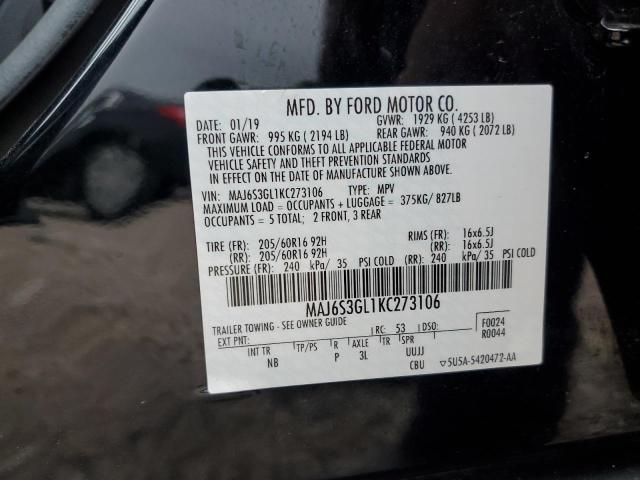 MFD. BY FORD MOTOR CO.
DATE: 01/19 GVWR: 1929 KG ( 4253 LB)
FRONT GAWR: 995 KG ( 2194 LB) REAR GAWR: 940 KG ( 2072 LB)
THIS VEHICLE CONFORMS TO ALL APPLICABLE FEDERAL MOTOR
VEHICLE SAFETY AND THEFT PREVENTION STANDARDS
IN EFFECT ON THE DATE OF MANUFACTURE SHOWN ABOVE.
VIN: MAJ6S3GL1KC273106 TYPE: MPV
MAXIMUM LOAD = OCCUPANTS + LUGGAGE = 375KG/ 827LB
OCCUPANTS = 5 TOTAL; 2 FRONT, 3 REAR
TIRE (FR): 205/60R16 92H RIMS (FR): 16x6.5J
(RR): 205/60R16 92H (RR): 16x6.5J
PRESSURE (FR): 240 kPa/ 35 PSI COLD (RR): 240 kPa/ 35 PSI COLD
MAJ6S3GL1KC273106
TRAILER TOWING - SEE OWNER GUIDE
EXT PNT: RC: 53 DSO: F0024
R0044
INT TR TP/PS R AXLE TR SPR
NB P 3L UUJJ
CBU ▽5U5A-5420472-AA